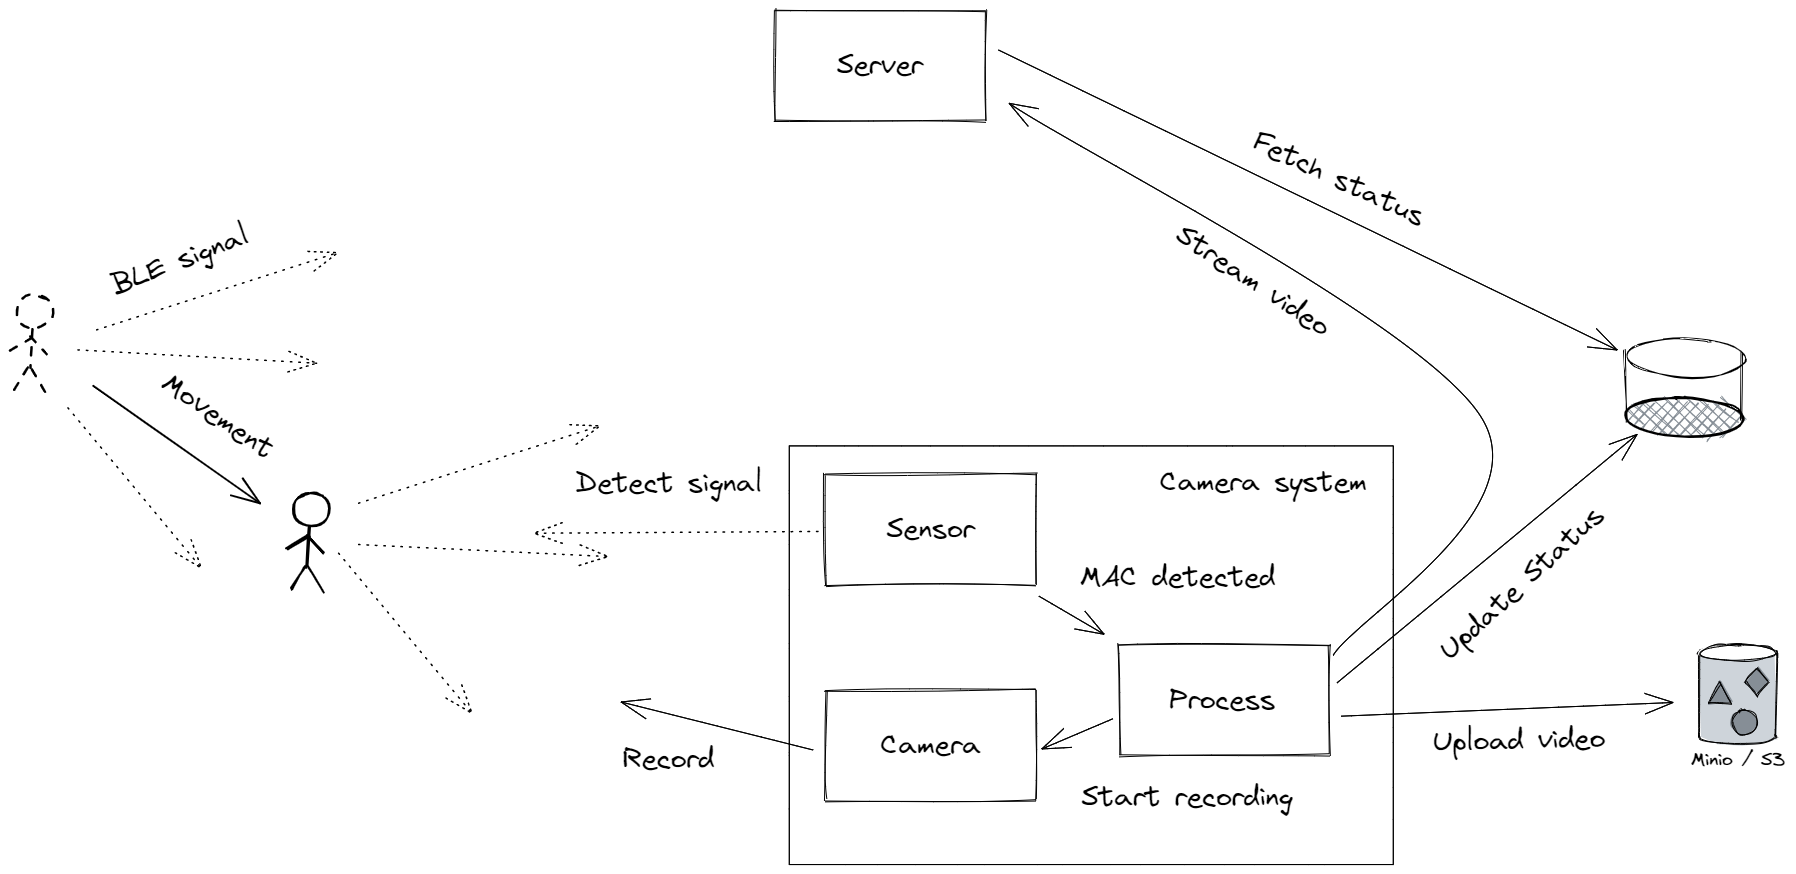 Server
Fetch status
Stream video
BLE signal
Movement
Detect signal
Camera system
Sensor
MAC detected
Update Status
Process
Camera
Record
Upload video
Minio / S3
Start recording